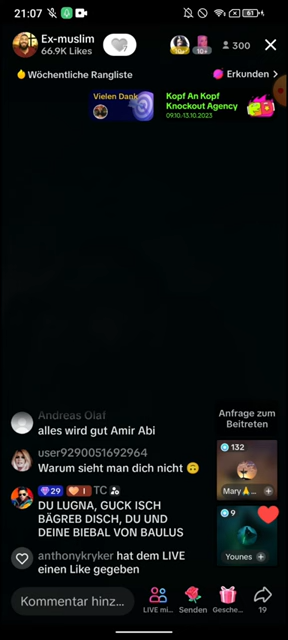 21:07
61
Ex-muslim
66.9K Likes
10+
10+
300
Wöchentliche Rangliste
Erkunden >
Vielen Dank
Kopf An Kopf
Knockout Agency
09.10.-13.10.2023
Andreas Olaf
alles wird gut Amir Abi
user9290051692964
Warum sieht man dich nicht 🙃
29 I TC
DU LUGNA, GUCK ISCH
BÄGREB DISCH, DU UND
DEINE BIEBAL VON BAULUS
anthonykryker hat dem LIVE
einen Like gegeben
Anfrage zum
Beitreten
132
Mary🙏...
9
Younes
Kommentar hinz...
LIVE mi...
Senden
Gesche...
19